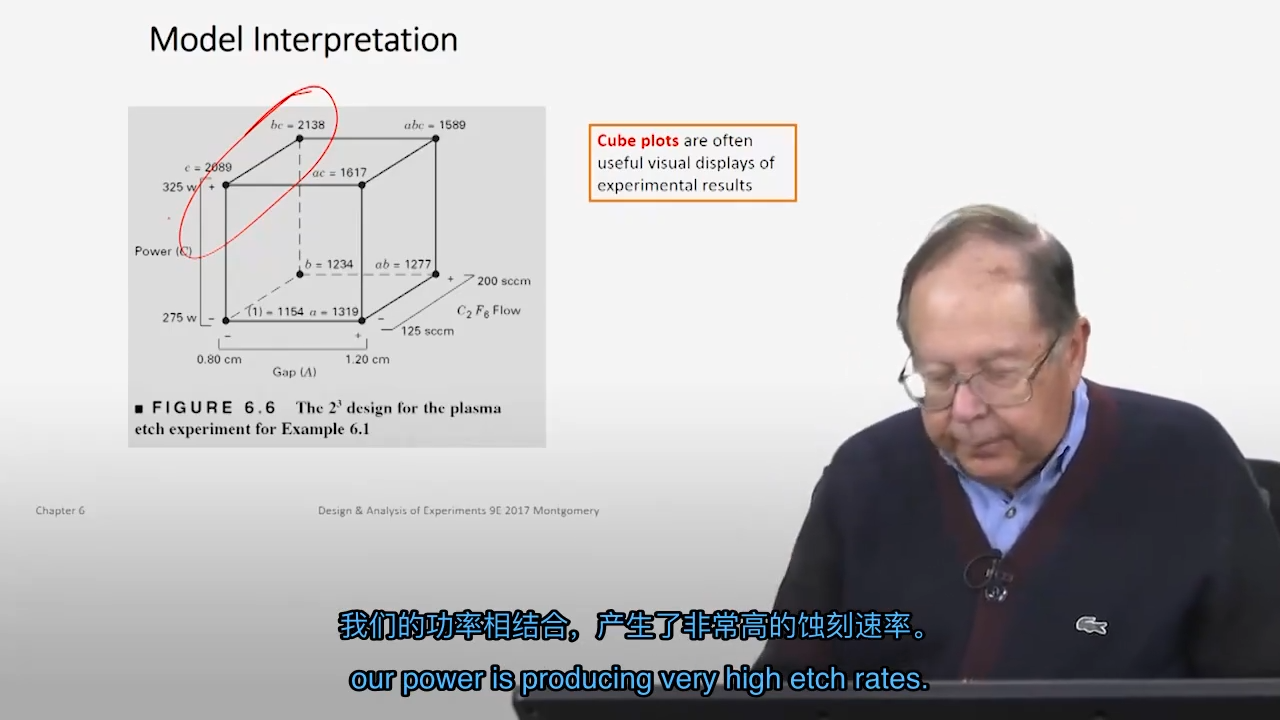 Model Interpretation
bc = 2138
abc = 1589
c = 2089
ac = 1617
325 w
+
Power (C)
b = 1234
ab = 1277
+
200 sccm
C2 F6 Flow
275 w
−
(1) = 1154
a = 1319
−
125 sccm
−
+
0.80 cm
1.20 cm
Gap (A)
■ FIGURE 6.6 The 2³ design for the plasma
etch experiment for Example 6.1
Cube plots are often
useful visual displays of
experimental results
Chapter 6
Design & Analysis of Experiments 9E 2017 Montgomery
我们的功率相结合，产生了非常高的蚀刻速率。
our power is producing very high etch rates.